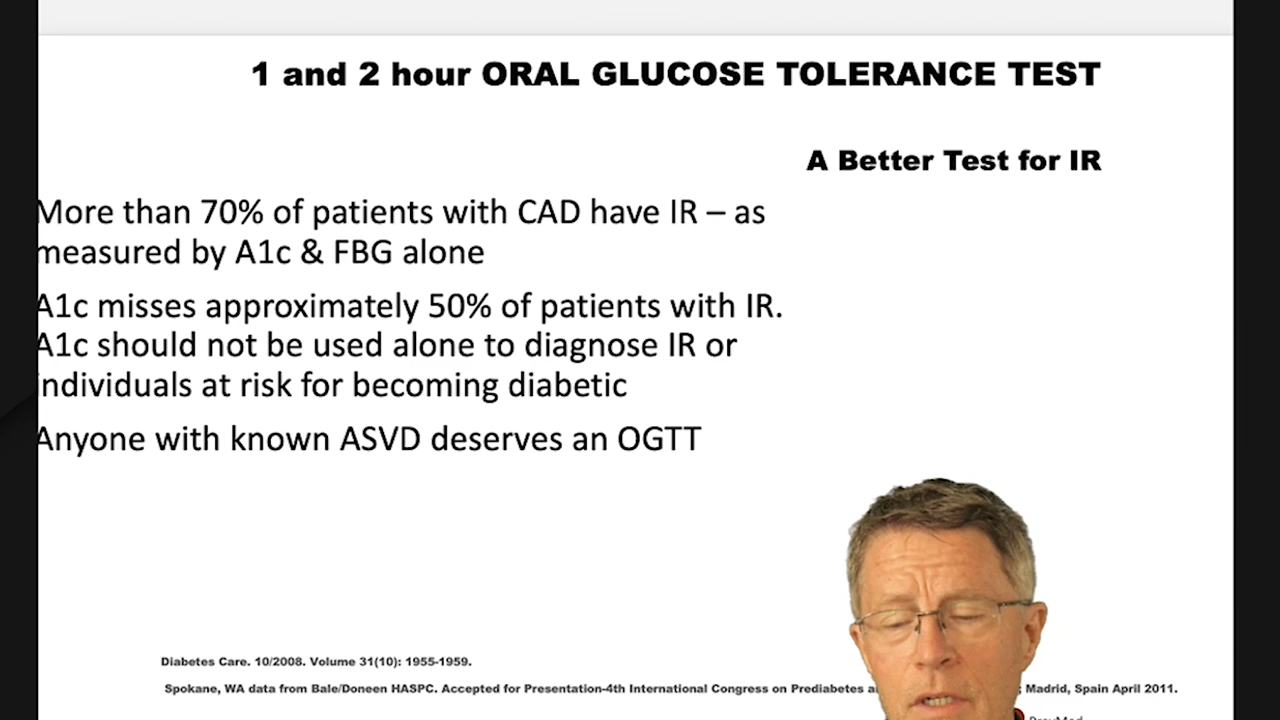 1 and 2 hour ORAL GLUCOSE TOLERANCE TEST
A Better Test for IR
More than 70% of patients with CAD have IR – as
measured by A1c & FBG alone
A1c misses approximately 50% of patients with IR.
A1c should not be used alone to diagnose IR or
individuals at risk for becoming diabetic
Anyone with known ASVD deserves an OGTT
Diabetes Care. 10/2008. Volume 31(10): 1955-1959.
Spokane, WA data from Bale/Doneen HASPC. Accepted for Presentation-4th International Congress on Prediabetes Madrid, Spain April 2011.